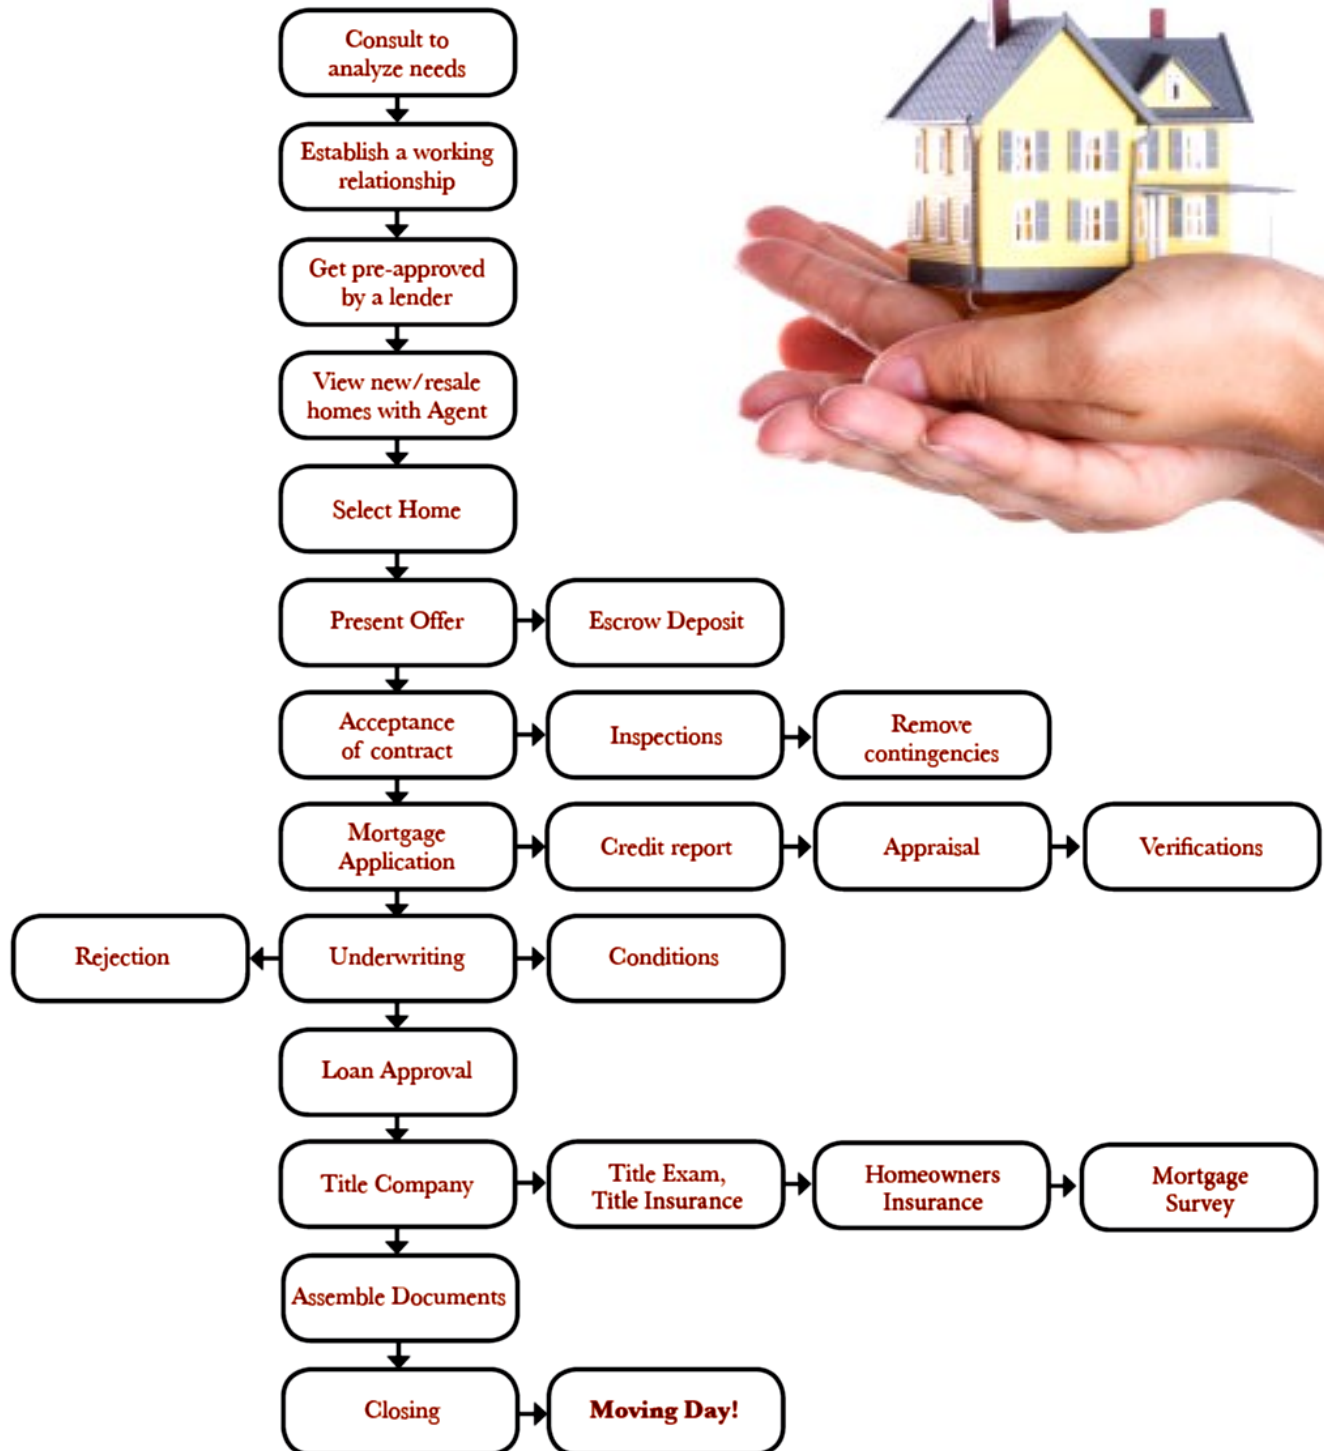 Consult to
analyze needs
Establish a working
relationship
Get pre-approved
by a lender
View new/resale
homes with Agent
Select Home
Present Offer
Escrow Deposit
Acceptance
of contract
Inspections
Remove
contingencies
Mortgage
Application
Credit report
Appraisal
Verifications
Rejection
Underwriting
Conditions
Loan Approval
Title Company
Title Exam,
Title Insurance
Homeowners
Insurance
Mortgage
Survey
Assemble Documents
Closing
Moving Day!